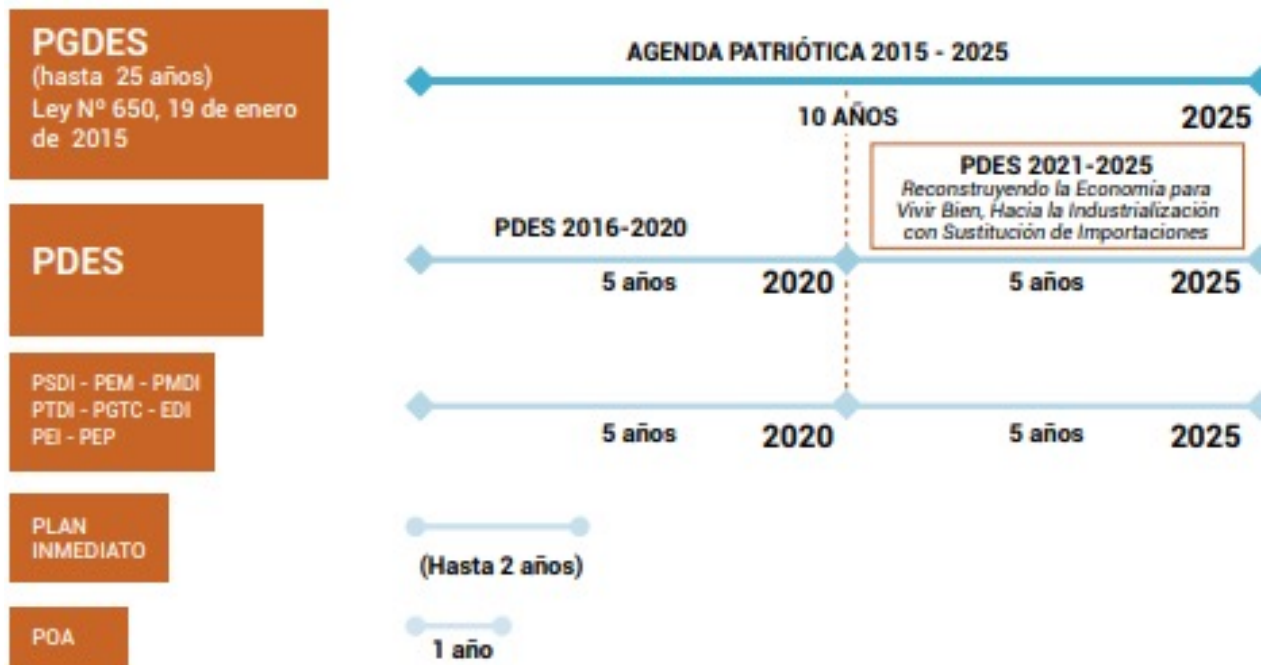 PGDES
(hasta 25 años)
Ley Nº 650, 19 de enero
de 2015
AGENDA PATRIÓTICA 2015 - 2025
10 AÑOS
2025
PDES 2021-2025
Reconstruyendo la Economía para
Vivir Bien, Hacia la Industrialización
con Sustitución de Importaciones
PDES
PDES 2016-2020
5 años
2020
5 años
2025
PSDI - PEM - PMDI
PTDI - PGTC - EDI
PEI - PEP
5 años
2020
5 años
2025
PLAN
INMEDIATO
(Hasta 2 años)
POA
1 año